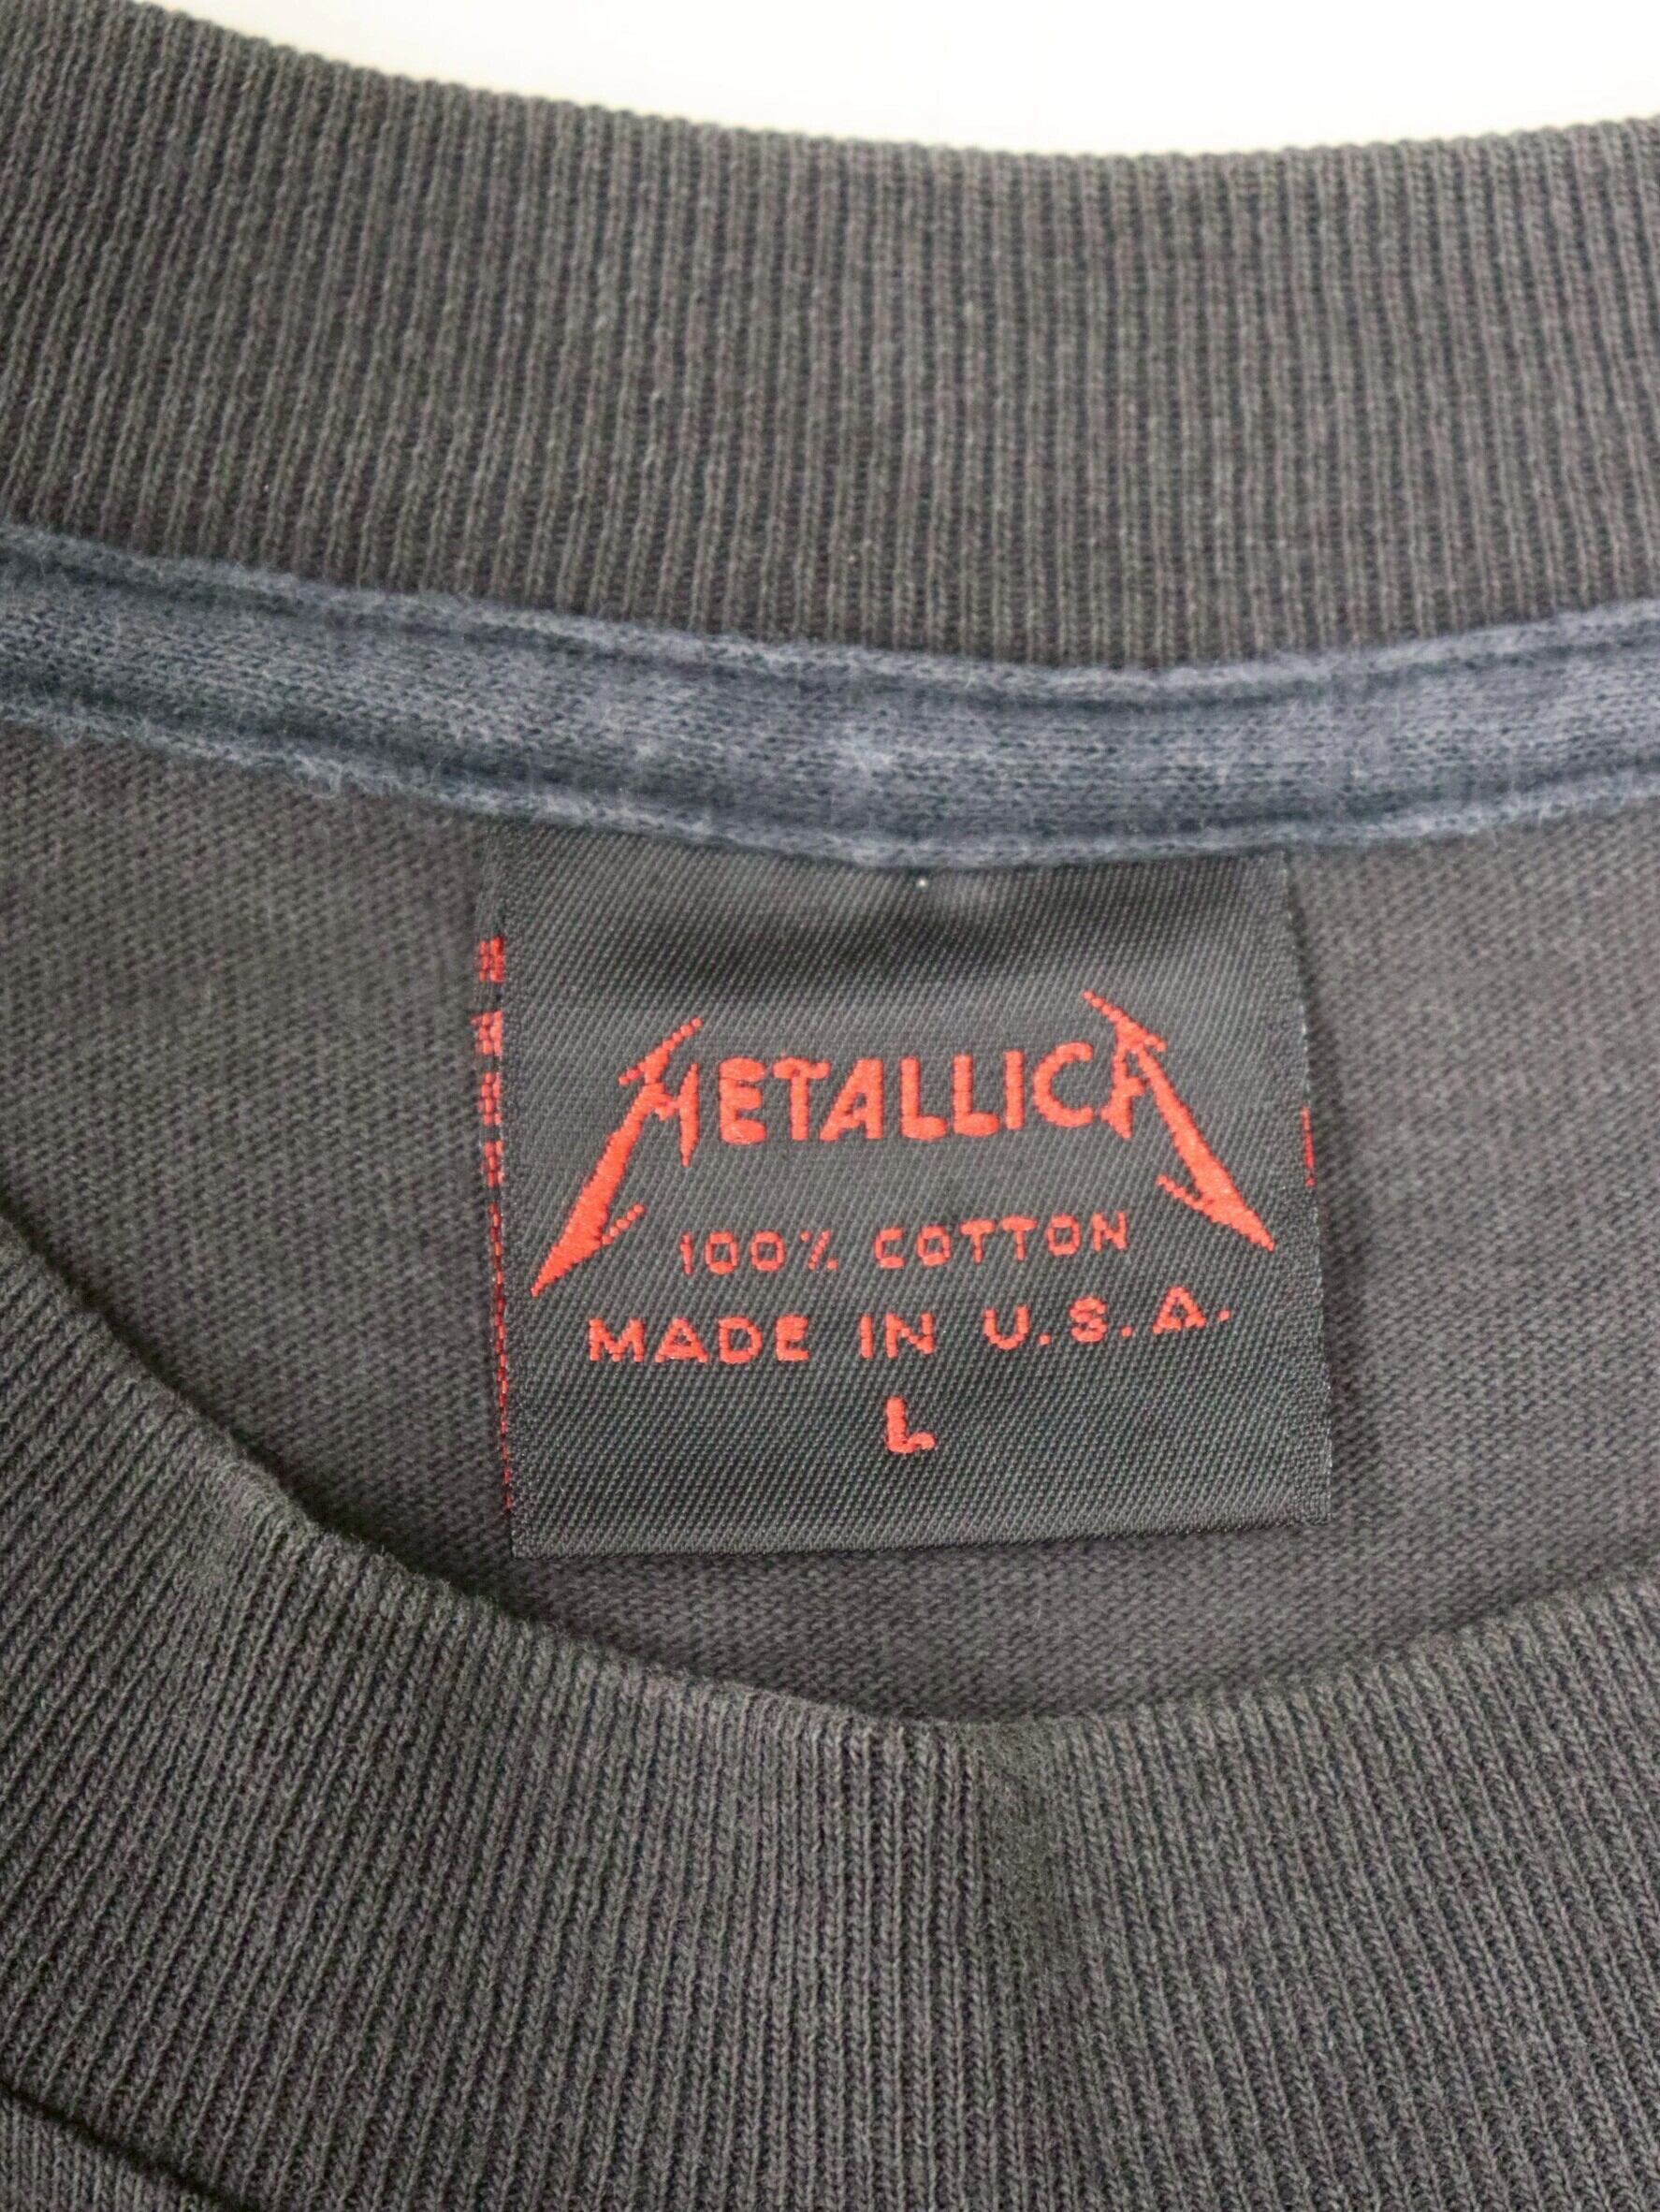 METALLICA
100% COTTON
MADE IN U.S.A.
L